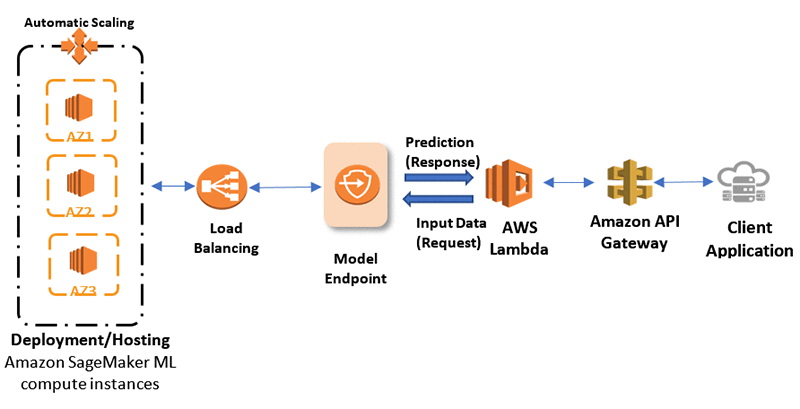 Automatic Scaling
AZ1
AZ2
AZ3
Deployment/Hosting
Amazon SageMaker ML
compute instances
Load
Balancing
Model
Endpoint
Prediction
(Response)
Input Data
(Request)
AWS
Lambda
Amazon API
Gateway
Client
Application